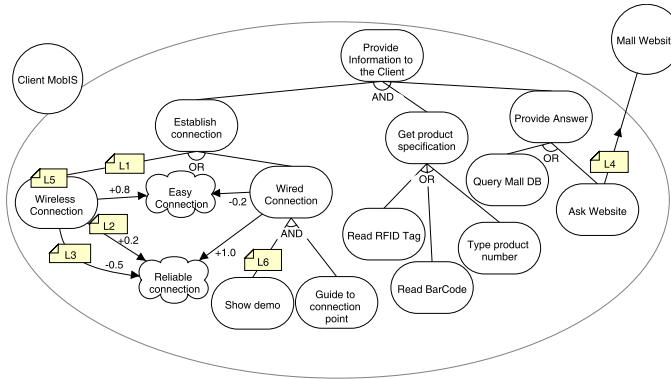 Mall Website
Provide
Information to
the Client
Client MobIS
AND
Establish
connection
Provide Answer
Get product
specification
OR
L1
OR
L4
L5
OR
+0.8
Easy
Connection
-0.2
Wired
Connection
Query Mall DB
Wireless
Connection
Ask Website
L2
+0.2
AND
Read RFID Tag
Type product
number
L3
-0.5
+1.0
L6
Reliable
connection
Read BarCode
Show demo
Guide to
connection
point